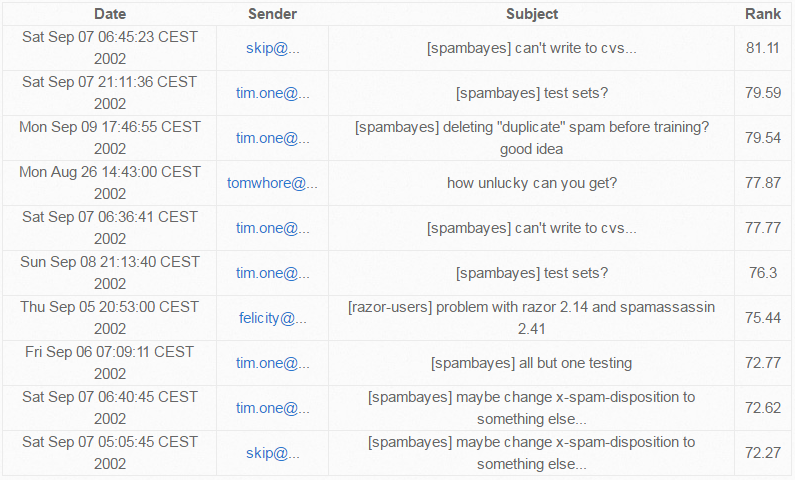 Date Sender Subject Rank
Sat Sep 07 06:45:23 CEST
2002
skip@... [spambayes] can't write to cvs... 81.11
Sat Sep 07 21:11:36 CEST
2002
tim.one@... [spambayes] test sets? 79.59
Mon Sep 09 17:46:55 CEST
2002
tim.one@... [spambayes] deleting "duplicate" spam before training?
good idea
79.54
Mon Aug 26 14:43:00 CEST
2002
tomwhore@... how unlucky can you get? 77.87
Sat Sep 07 06:36:41 CEST
2002
tim.one@... [spambayes] can't write to cvs... 77.77
Sun Sep 08 21:13:40 CEST
2002
tim.one@... [spambayes] test sets? 76.3
Thu Sep 05 20:53:00 CEST
2002
felicity@... [razor-users] problem with razor 2.14 and spamassassin
2.41
75.44
Fri Sep 06 07:09:11 CEST
2002
tim.one@... [spambayes] all but one testing 72.77
Sat Sep 07 06:40:45 CEST
2002
tim.one@... [spambayes] maybe change x-spam-disposition to
something else...
72.62
Sat Sep 07 05:05:45 CEST
2002
skip@... [spambayes] maybe change x-spam-disposition to
something else...
72.27